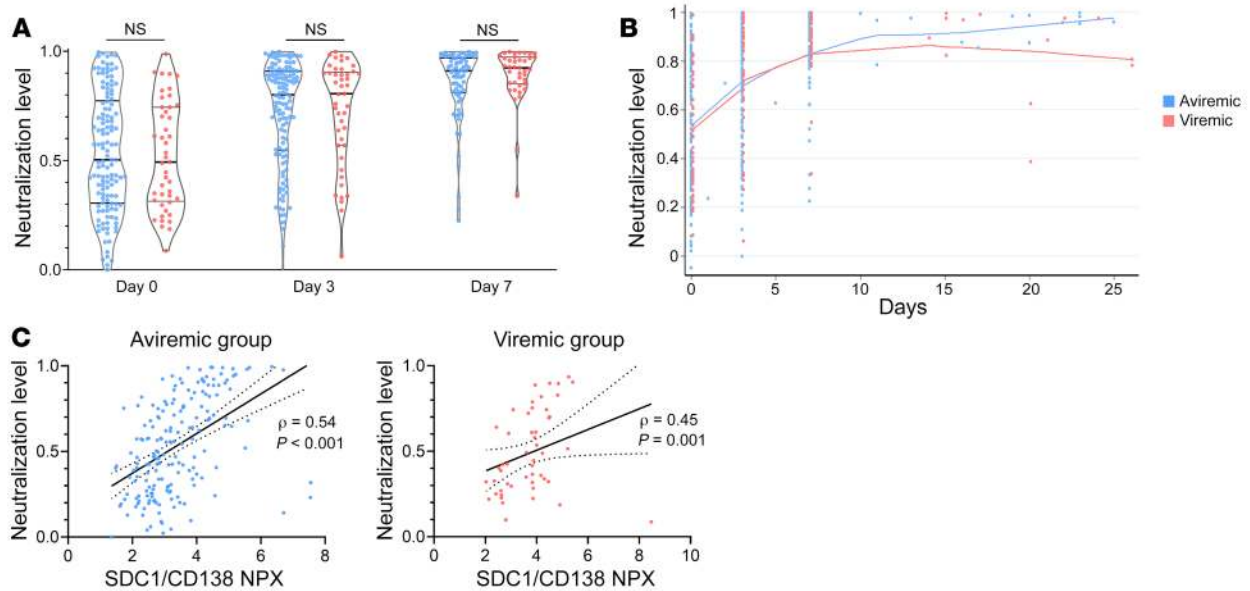 A
NS
NS
NS
Neutralization level
1.0
0.5
0.0
Day 0
Day 3
Day 7
B
Neutralization level
1
0.8
0.6
0.4
0.2
0
0
5
10
15
20
25
Days
Aviremic
Viremic
C
Aviremic group
Neutralization level
1.0
0.5
0.0
ρ = 0.54
P < 0.001
0
2
4
6
8
SDC1/CD138 NPX
Viremic group
Neutralization level
1.0
0.5
0.0
ρ = 0.45
P = 0.001
0
2
4
6
8
10
SDC1/CD138 NPX